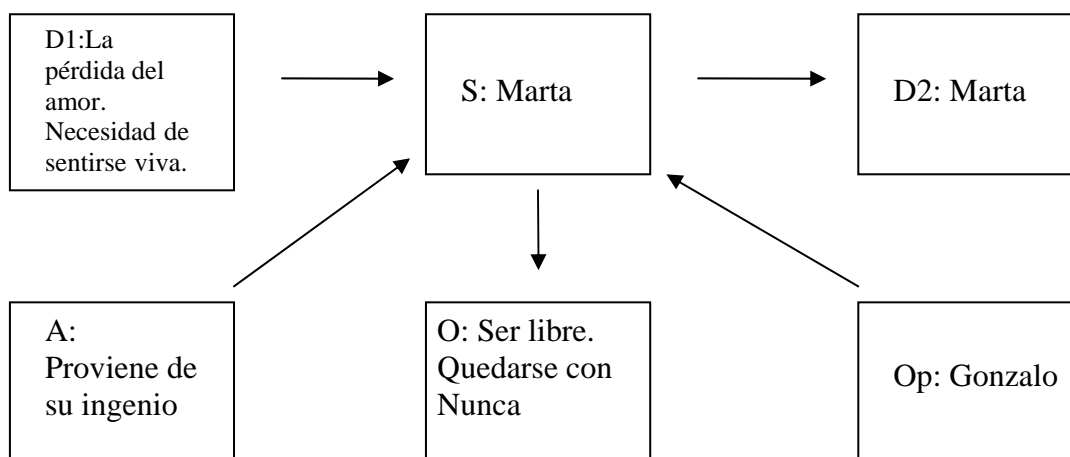 D1:La
pérdida del
amor.
Necesidad de
sentirse viva.
S: Marta
D2: Marta
A:
Proviene de
su ingenio
O: Ser libre.
Quedarse con
Nunca
Op: Gonzalo